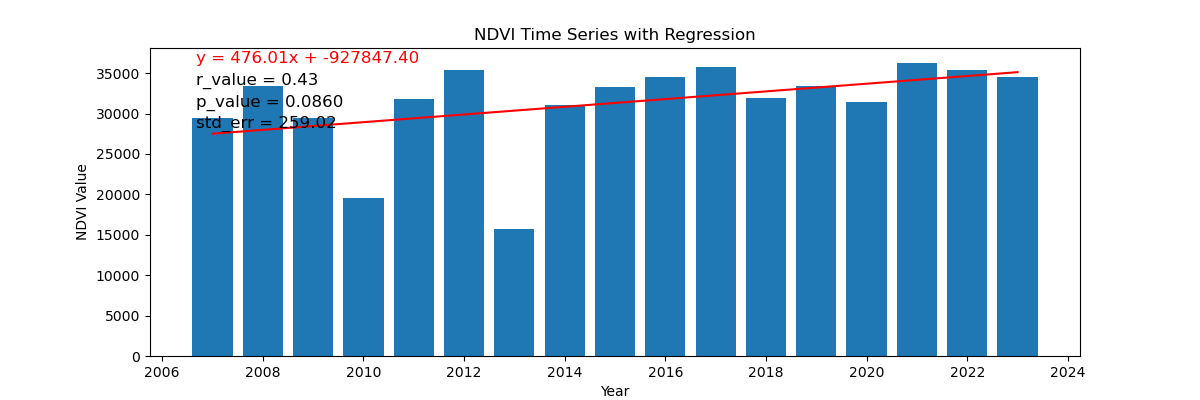 NDVI Time Series with Regression
y = 476.01x + -927847.40
r_value = 0.43
p_value = 0.0860
std_err = 259.02
35000
30000
25000
20000
15000
10000
5000
0
NDVI Value
2006 2008 2010 2012 2014 2016 2018 2020 2022 2024
Year